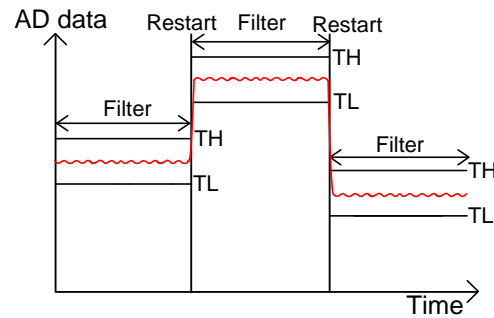 AD data
Restart
Filter
Restart
TH
TL
Filter
TH
TL
Filter
TH
TL
Time